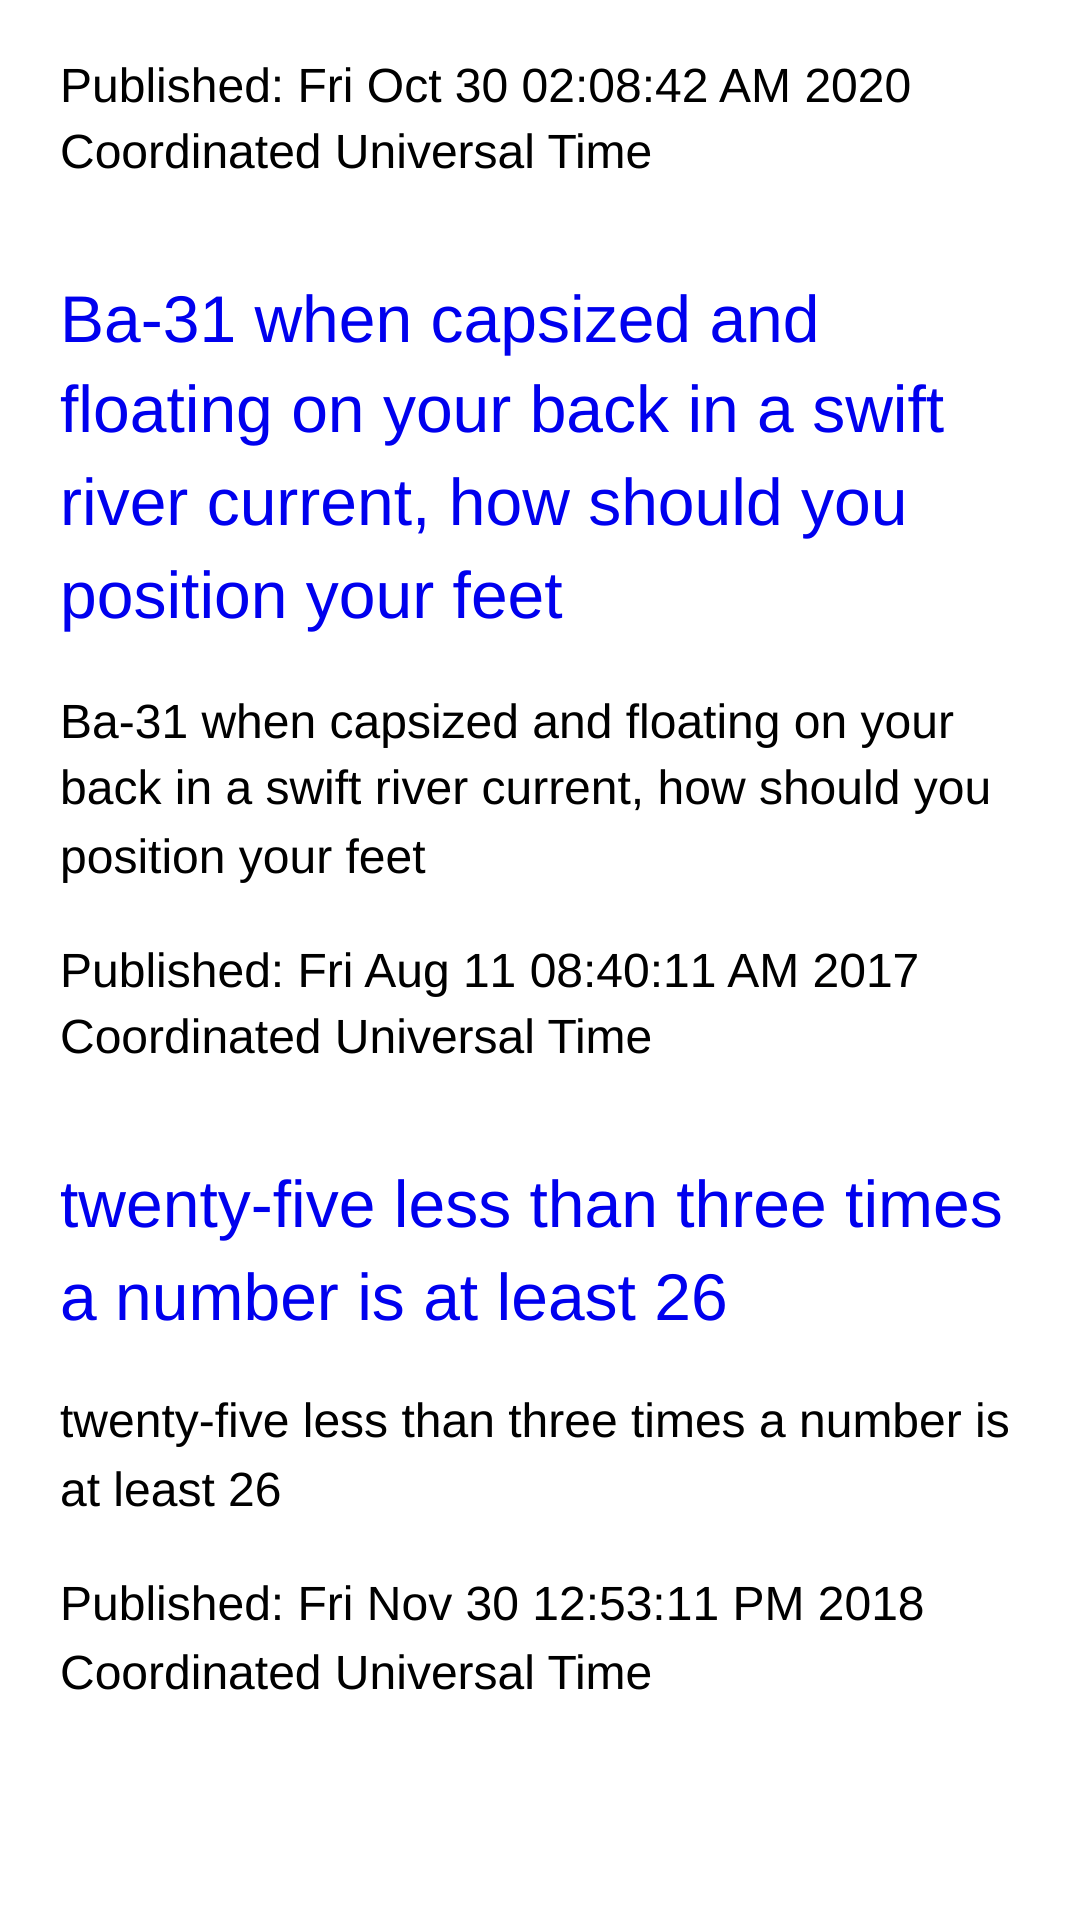 Published: Fri Oct 30 02:08:42 AM 2020
Coordinated Universal Time
Ba-31 when capsized and
floating on your back in a swift
river current, how should you
position your feet
Ba-31 when capsized and floating on your
back in a swift river current, how should you
position your feet
Published: Fri Aug 11 08:40:11 AM 2017
Coordinated Universal Time
twenty-five less than three times
a number is at least 26
twenty-five less than three times a number is
at least 26
Published: Fri Nov 30 12:53:11 PM 2018
Coordinated Universal Time